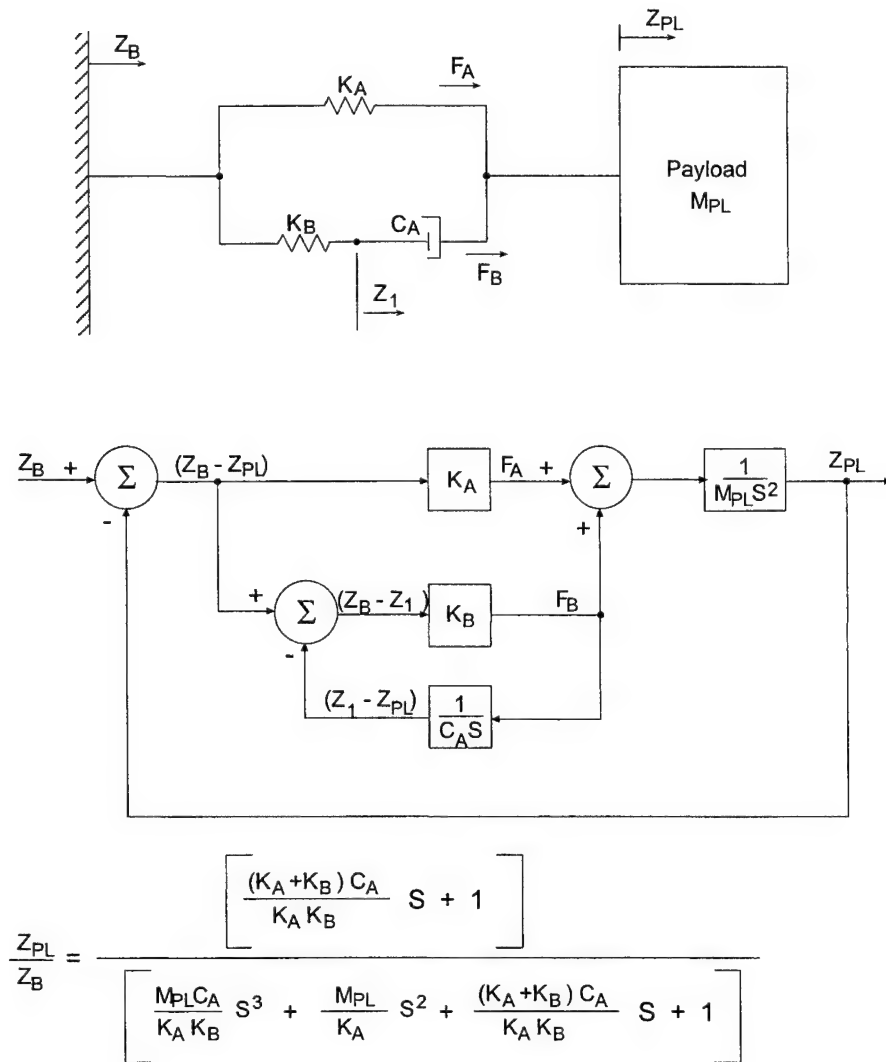 Z_PL
Z_B
F_A
K_A
Payload
M_PL
K_B
C_A
F_B
Z_1
Z_B + Σ (Z_B - Z_PL) K_A F_A + Σ 1/(M_PL S^2) Z_PL
-
+
+ Σ (Z_B - Z_1) K_B F_B
-
(Z_1 - Z_PL) 1/(C_A S)
Z_PL/Z_B = [(K_A+K_B) C_A/(K_A K_B) S + 1]
[M_PL C_A/(K_A K_B) S^3 + M_PL/K_A S^2 + (K_A+K_B) C_A/(K_A K_B) S + 1]